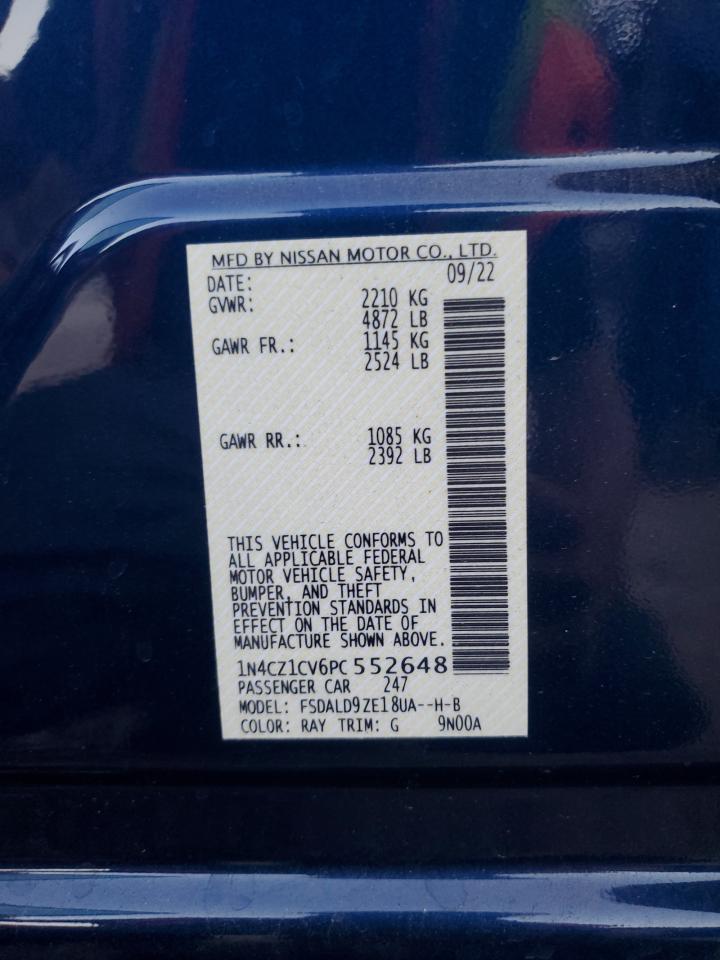 MFD BY NISSAN MOTOR CO., LTD.
DATE: 09/22
GVWR: 2210 KG
4872 LB
GAWR FR.: 1145 KG
2524 LB
GAWR RR.: 1085 KG
2392 LB
THIS VEHICLE CONFORMS TO
ALL APPLICABLE FEDERAL
MOTOR VEHICLE SAFETY,
BUMPER, AND THEFT
PREVENTION STANDARDS IN
EFFECT ON THE DATE OF
MANUFACTURE SHOWN ABOVE.
1N4CZ1CV6PC552648
PASSENGER CAR 247
MODEL: FSDALD9ZE18UA--H-B
COLOR: RAY TRIM: G 9N00A